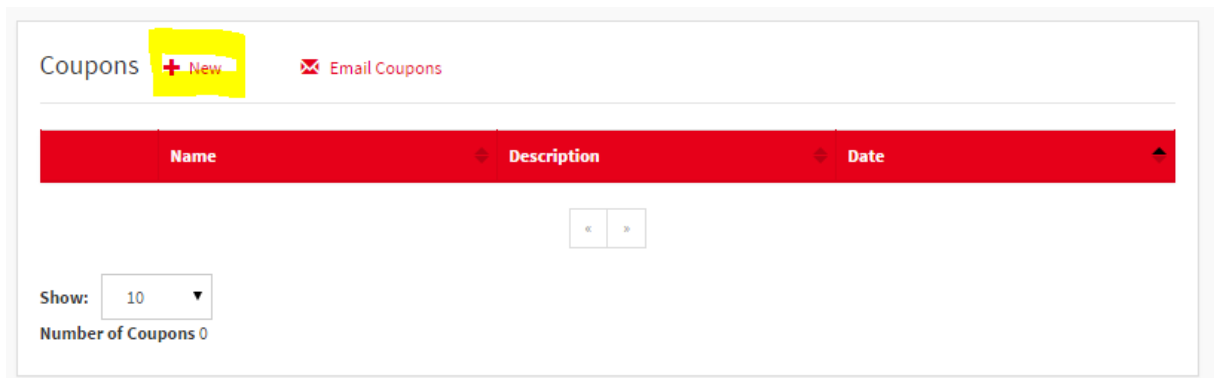 Coupons + New Email Coupons
Name Description Date
« »
Show: 10
Number of Coupons 0